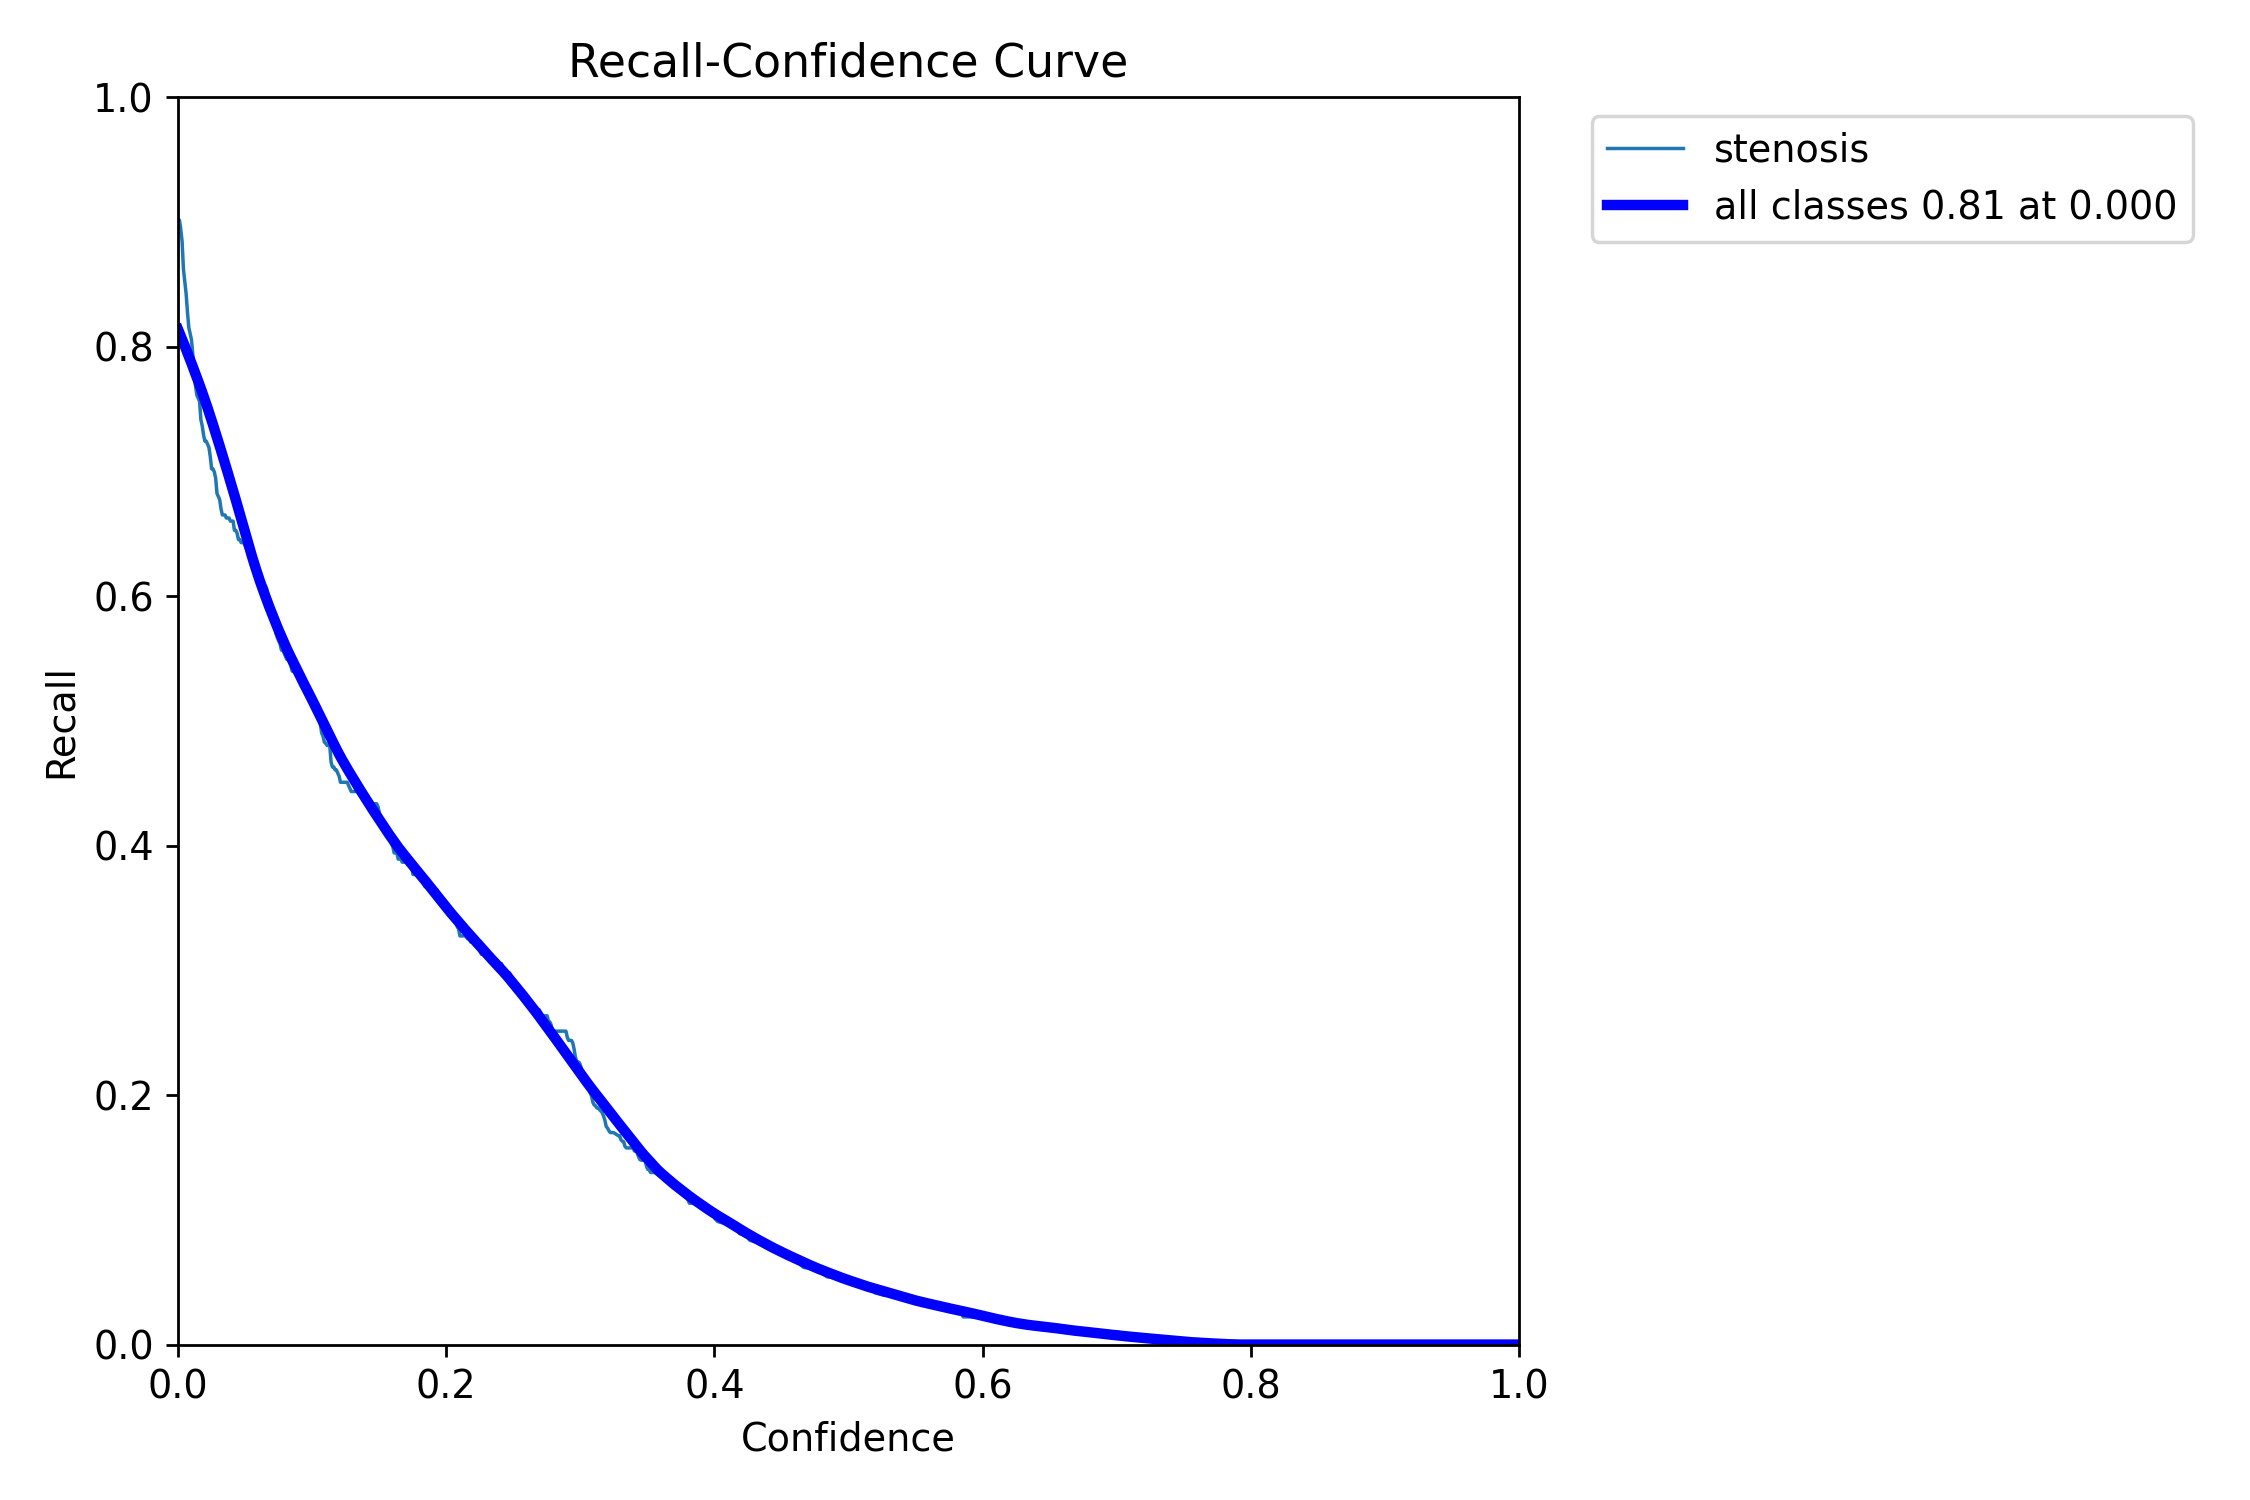 Recall-Confidence Curve
1.0
0.8
0.6
0.4
0.2
0.0
Recall
0.0 0.2 0.4 0.6 0.8 1.0
Confidence
stenosis
all classes 0.81 at 0.000